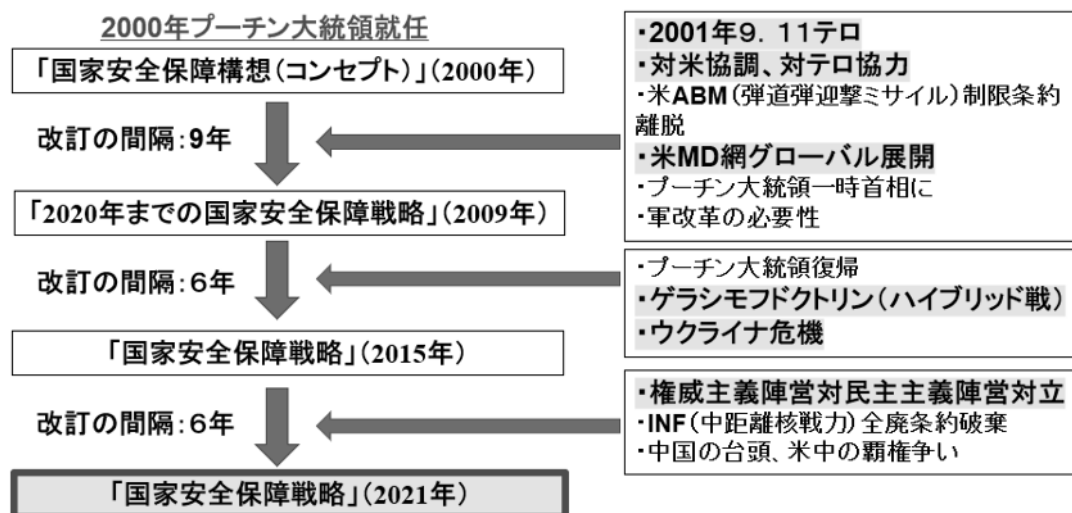 2000年プーチン大統領就任
「国家安全保障構想(コンセプト)」(2000年)
改訂の間隔:9年
・2001年9．11テロ
・対米協調、対テロ協力
・米ABM(弾道弾迎撃ミサイル)制限条約
離脱
・米MD網グローバル展開
・プーチン大統領一時首相に
・軍改革の必要性
「2020年までの国家安全保障戦略」(2009年)
改訂の間隔:6年
・プーチン大統領復帰
・ゲラシモフドクトリン(ハイブリッド戦)
・ウクライナ危機
「国家安全保障戦略」(2015年)
改訂の間隔:6年
・権威主義陣営対民主主義陣営対立
・INF(中距離核戦力)全廃条約破棄
・中国の台頭、米中の覇権争い
「国家安全保障戦略」(2021年)